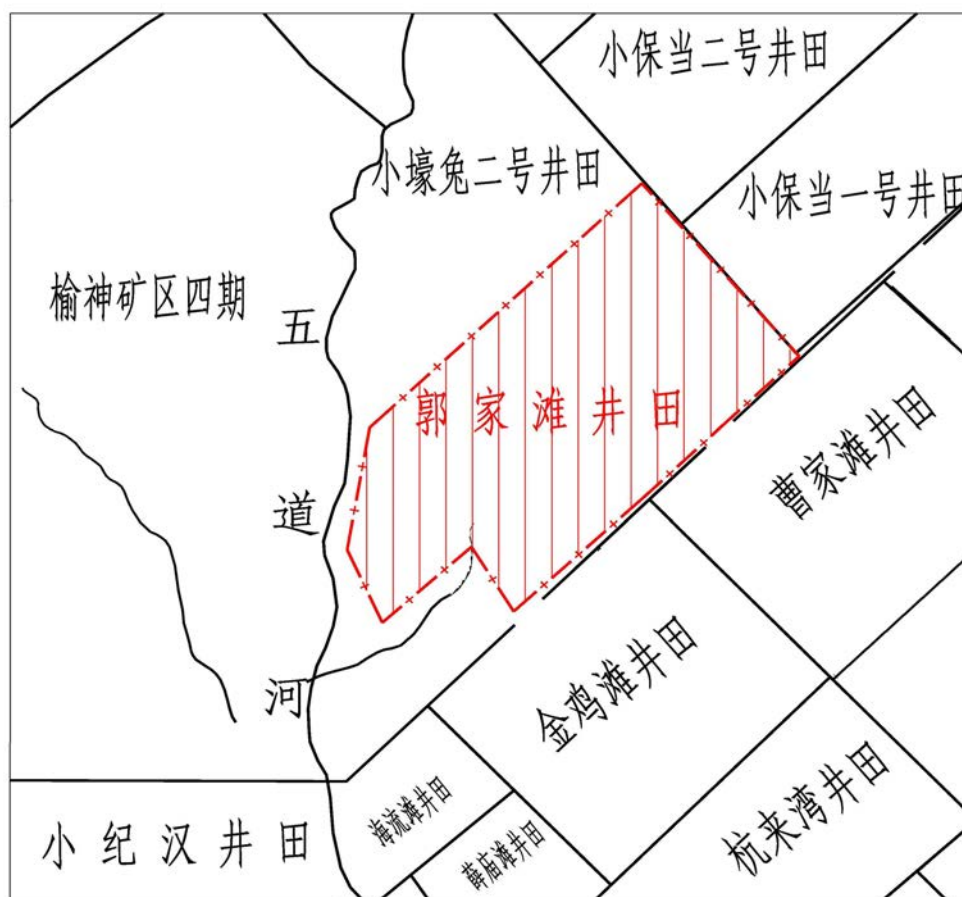 小保当二号井田
小壕兔二号井田
小保当一号井田
榆神矿区四期
五道河
郭家滩井田
曹家滩井田
金鸡滩井田
海流滩井田
杭来湾井田
小纪汉井田
薛庙滩井田